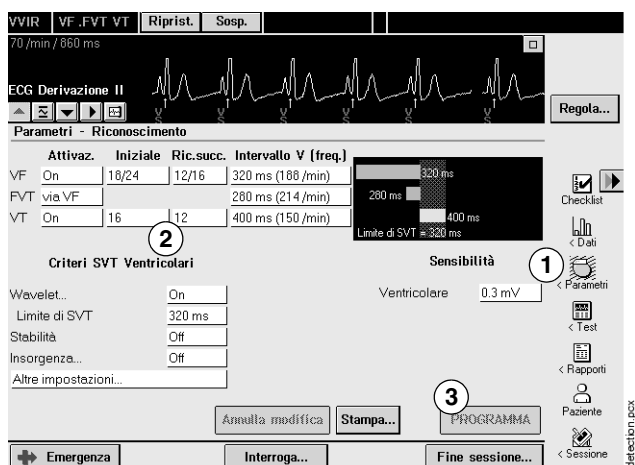 VVIR VF .FVT VT Riprist. Sosp.
70 /min / 860 ms
ECG Derivazione II
V S V S V S V S V S V S
Regola...
Parametri - Riconoscimento
Attivaz. Iniziale Ric.succ. Intervallo V (freq.)
VF On 18/24 12/16 320 ms (188 /min)
FVT via VF 280 ms (214 /min)
VT On 16 12 400 ms (150 /min)
320 ms
280 ms
400 ms
Limite di SVT = 320 ms
2
Criteri SVT Ventricolari
Wavelet... On
Limite di SVT 320 ms
Stabilità Off
Insorgenza... Off
Altre impostazioni...
Sensibilità
Ventricolare 0.3 mV
Checklist
< Dati
1
< Parametri
< Test
< Rapporti
Paziente
< Sessione
3
Annulla modifica Stampa... PROGRAMMA
Emergenza Interroga... Fine sessione...
detection.pcx